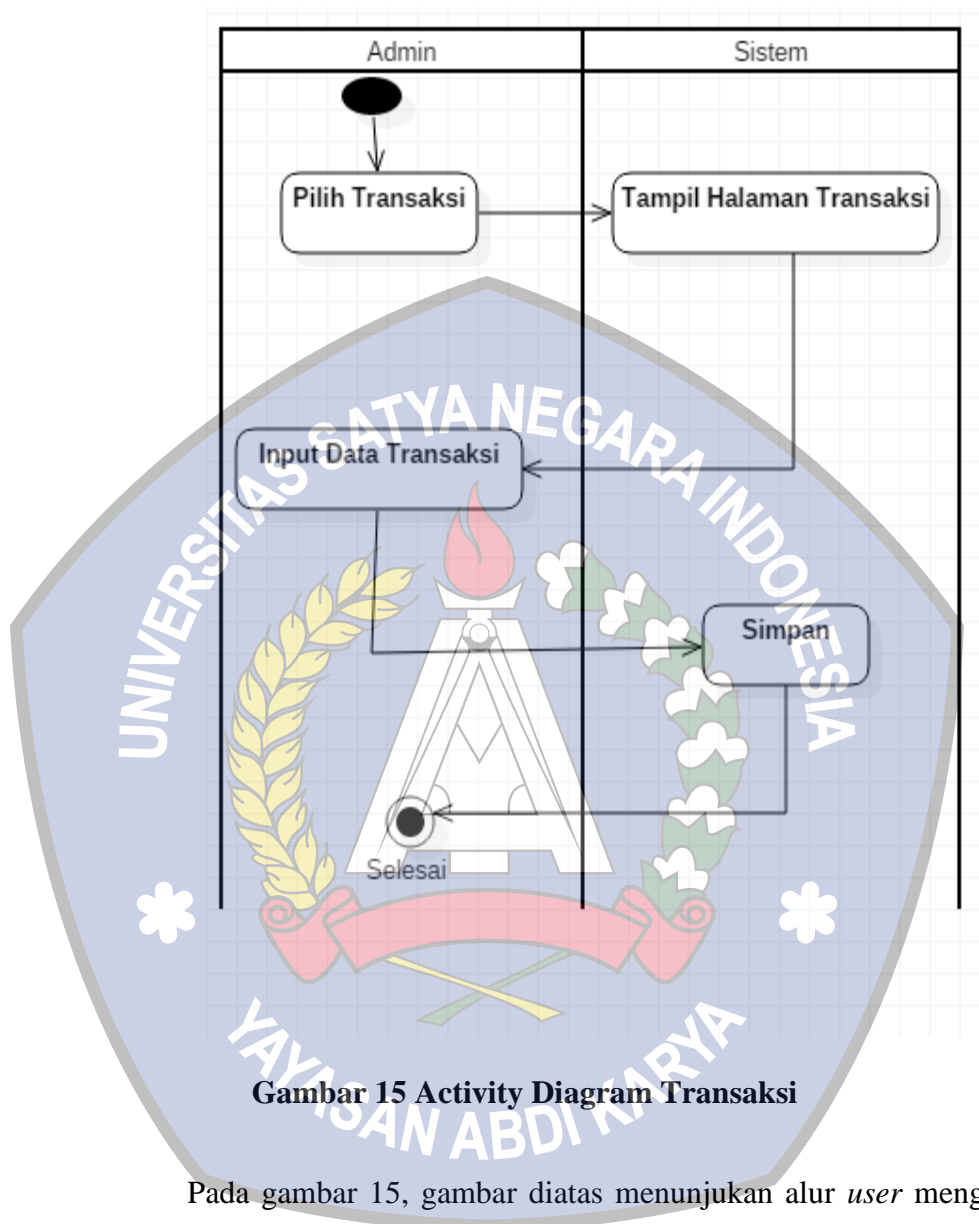 Admin
Sistem
Pilih Transaksi
Tampil Halaman Transaksi
UNIVERSITAS SATYA NEGARA INDONESIA
Input Data Transaksi
Simpan
Selesai
YAYASAN ABDI KARYA
Gambar 15 Activity Diagram Transaksi
Pada gambar 15, gambar diatas menunjukan alur user